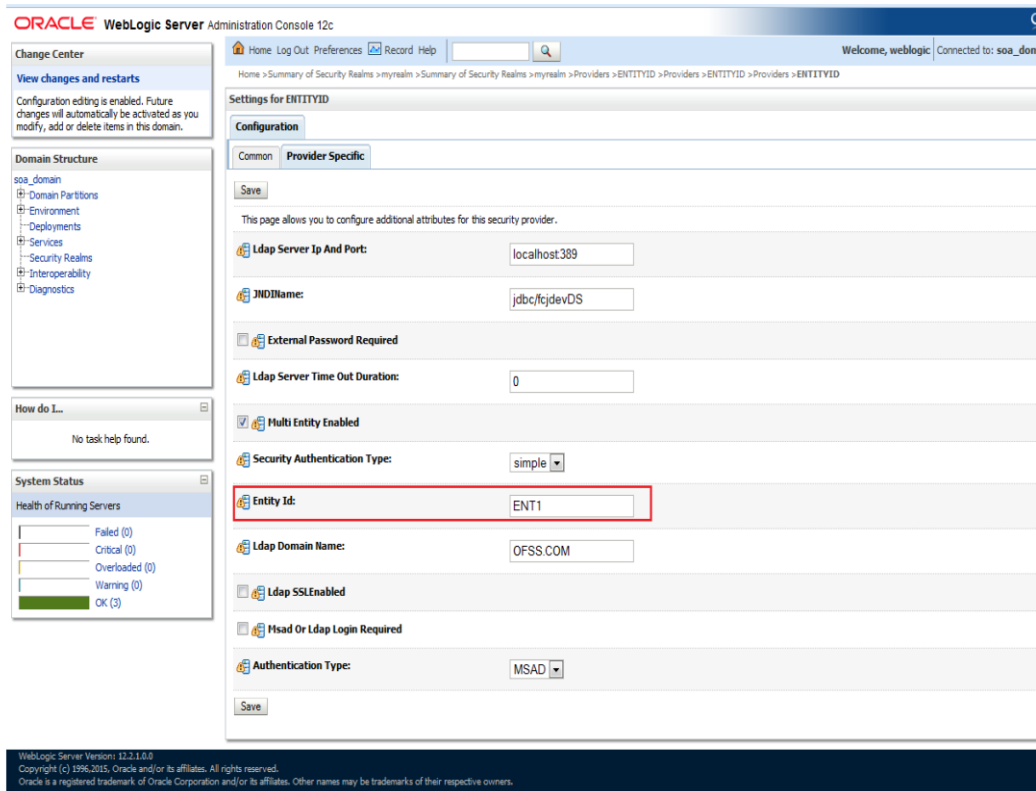 ORACLE WebLogic Server Administration Console 12c
Change Center
View changes and restarts
Configuration editing is enabled. Future
changes will automatically be activated as you
modify, add or delete items in this domain.
Domain Structure
soa_domain
Domain Partitions
Environment
Deployments
Services
Security Realms
Interoperability
Diagnostics
How do I...
No task help found.
System Status
Health of Running Servers
Failed (0)
Critical (0)
Overloaded (0)
Warning (0)
OK (3)
Home Log Out Preferences Record Help
Welcome, weblogic Connected to: soa_dom
Home >Summary of Security Realms >myrealm >Summary of Security Realms >myrealm >Providers >ENTITYID >Providers >ENTITYID >Providers >ENTITYID
Settings for ENTITYID
Configuration
Common Provider Specific
Save
This page allows you to configure additional attributes for this security provider.
Ldap Server Ip And Port: localhost:389
JNDIName: jdbc/fcjdevDS
External Password Required
Ldap Server Time Out Duration: 0
Multi Entity Enabled
Security Authentication Type: simple
Entity Id: ENT1
Ldap Domain Name: OFSS.COM
Ldap SSLEnabled
Msad Or Ldap Login Required
Authentication Type: MSAD
Save
WebLogic Server Version: 12.2.1.0.0
Copyright (c) 1996,2015, Oracle and/or its affiliates. All rights reserved.
Oracle is a registered trademark of Oracle Corporation and/or its affiliates. Other names may be trademarks of their respective owners.